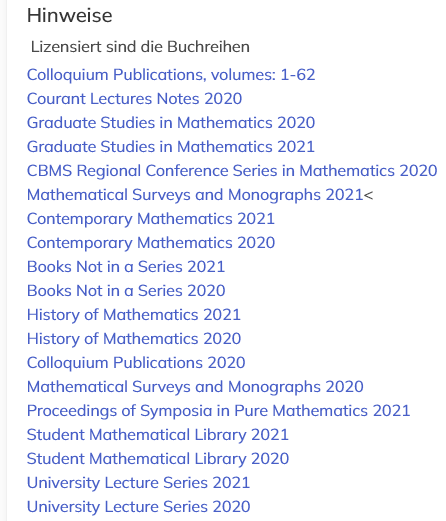 Hinweise
Lizensiert sind die Buchreihen
Colloquium Publications, volumes: 1-62
Courant Lectures Notes 2020
Graduate Studies in Mathematics 2020
Graduate Studies in Mathematics 2021
CBMS Regional Conference Series in Mathematics 2020
Mathematical Surveys and Monographs 2021<
Contemporary Mathematics 2021
Contemporary Mathematics 2020
Books Not in a Series 2021
Books Not in a Series 2020
History of Mathematics 2021
History of Mathematics 2020
Colloquium Publications 2020
Mathematical Surveys and Monographs 2020
Proceedings of Symposia in Pure Mathematics 2021
Student Mathematical Library 2021
Student Mathematical Library 2020
University Lecture Series 2021
University Lecture Series 2020